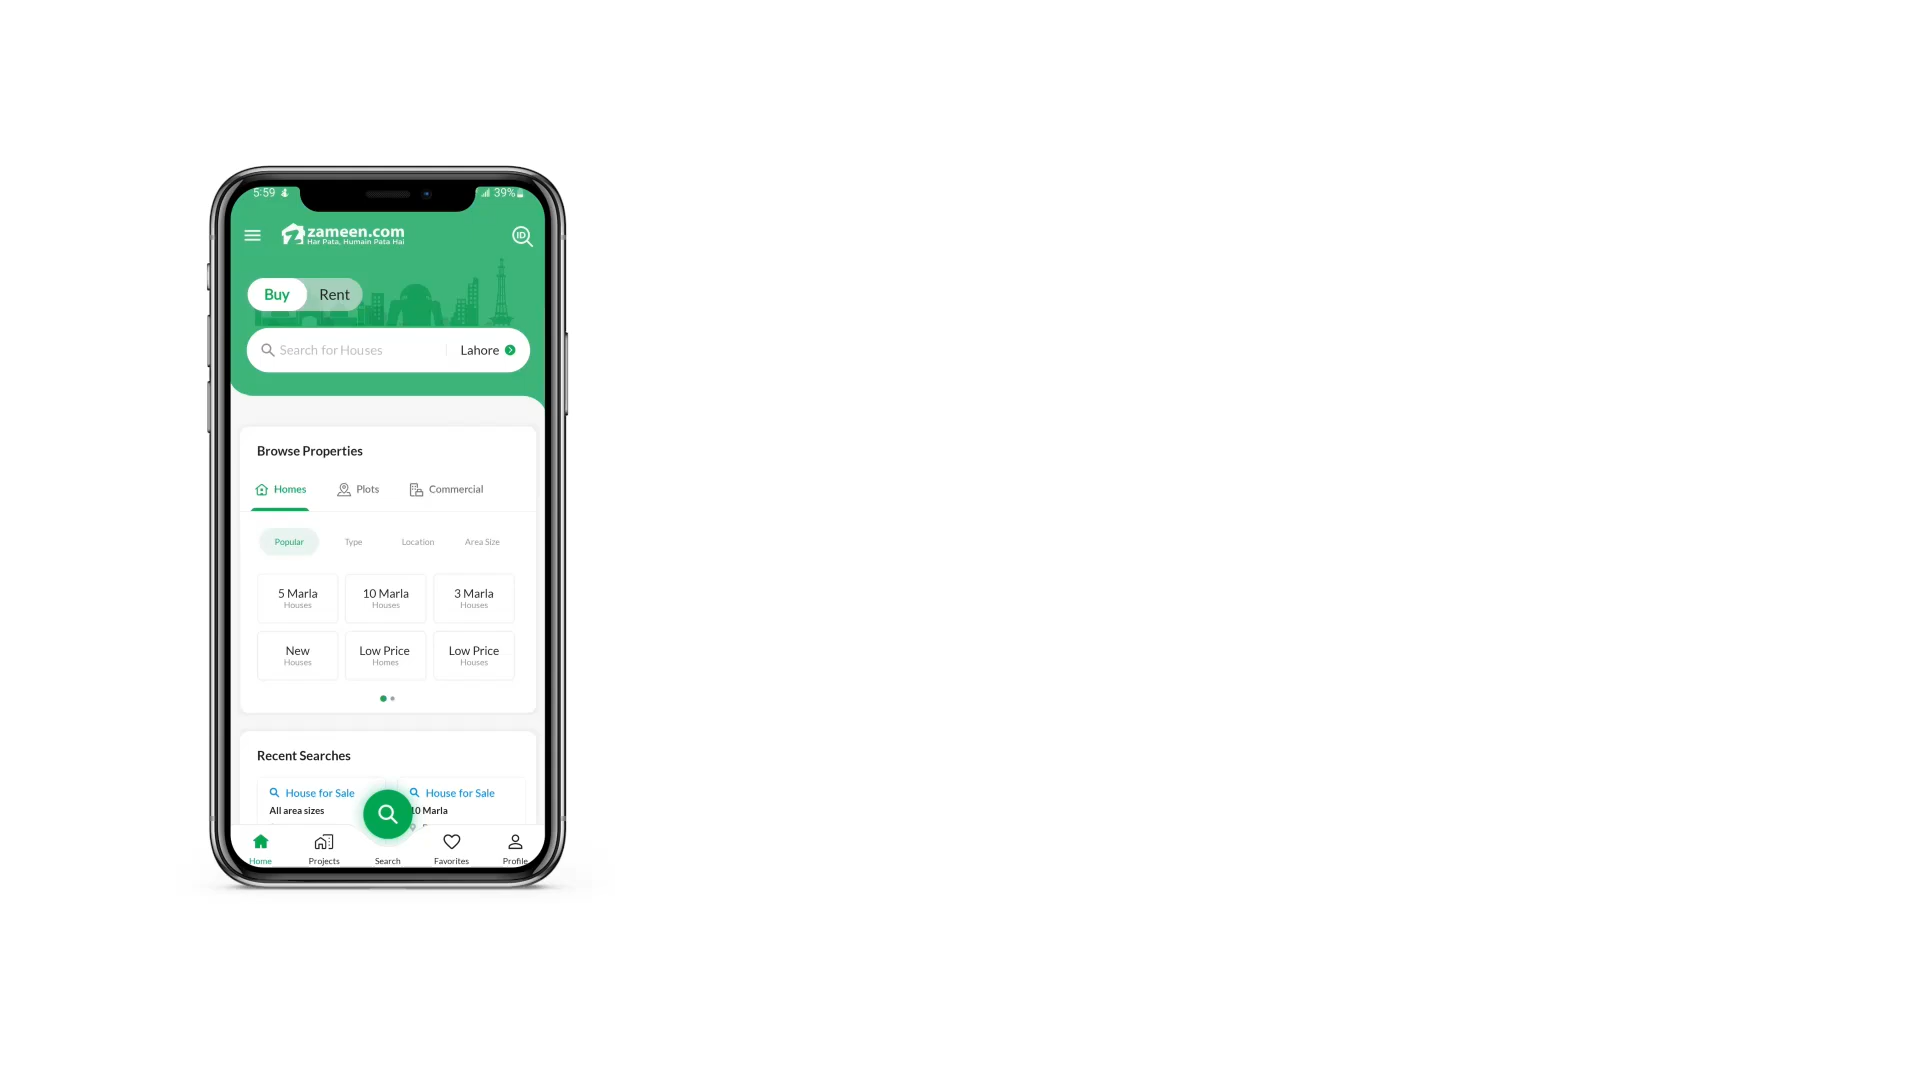 5:59
39%
zameen.com
Har Pata, Humain Pata Hai
ID
Buy Rent
Search for Houses Lahore
Browse Properties
Homes Plots Commercial
Popular Type Location Area Size
5 Marla 10 Marla 3 Marla
Houses Houses Houses
New Low Price Low Price
Houses Homes Houses
Recent Searches
House for Sale House for Sale
All area sizes 10 Marla
Home Projects Search Favorites Profile